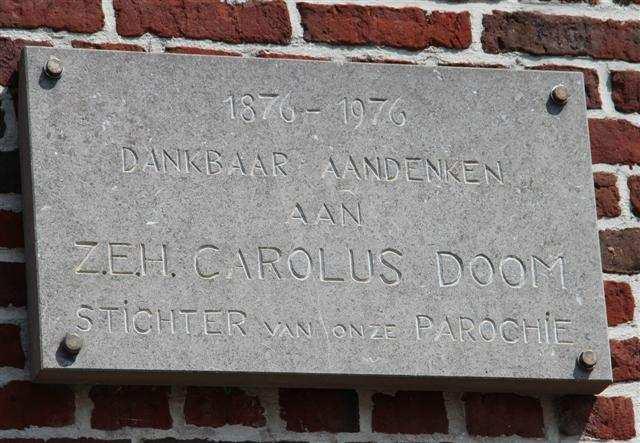 1876 - 1976
DANKBAAR AANDENKEN
AAN
Z.E.H. CAROLUS DOOM
STICHTER VAN ONZE PAROCHIE